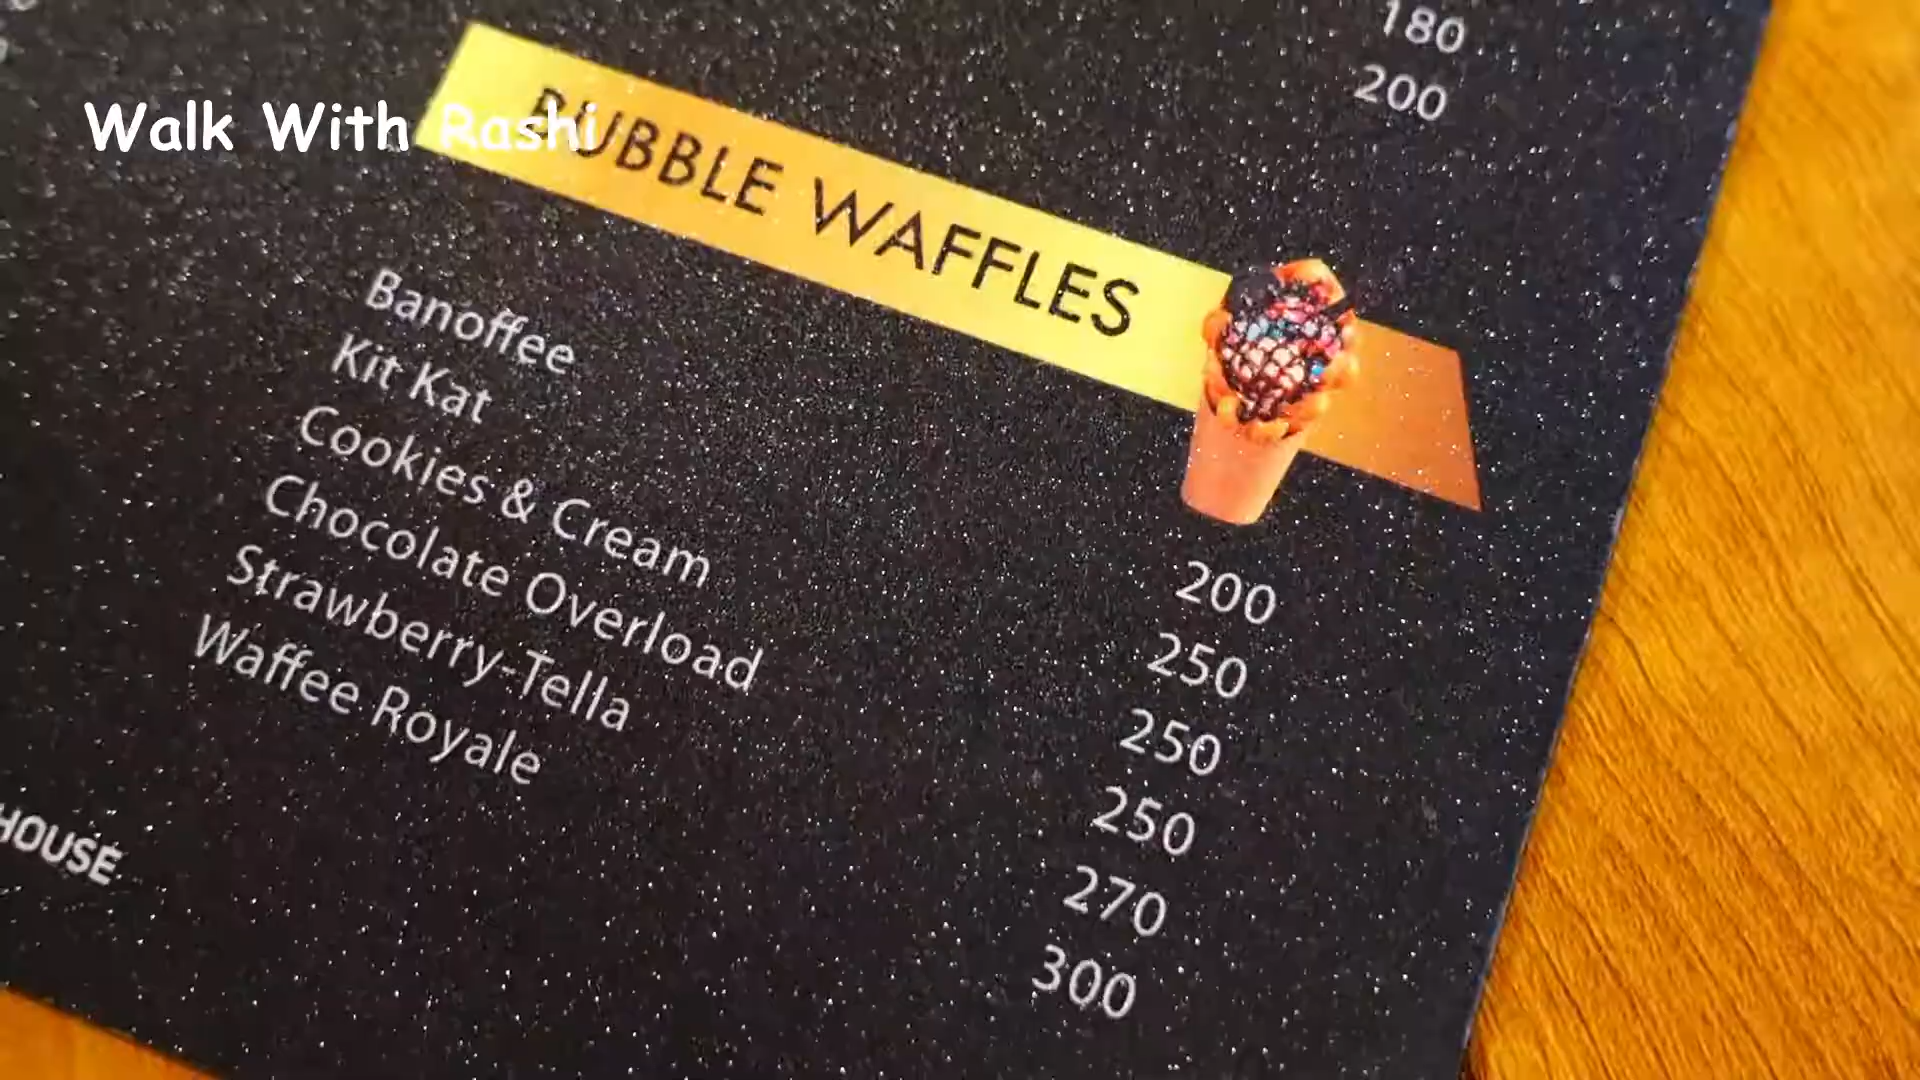 180
200
Walk With Rashi
BUBBLE WAFFLES
Banoffee 200
Kit Kat 250
Cookies & Cream 250
Chocolate Overload 250
Strawberry-Tella 270
Waffee Royale 300
HOUSE